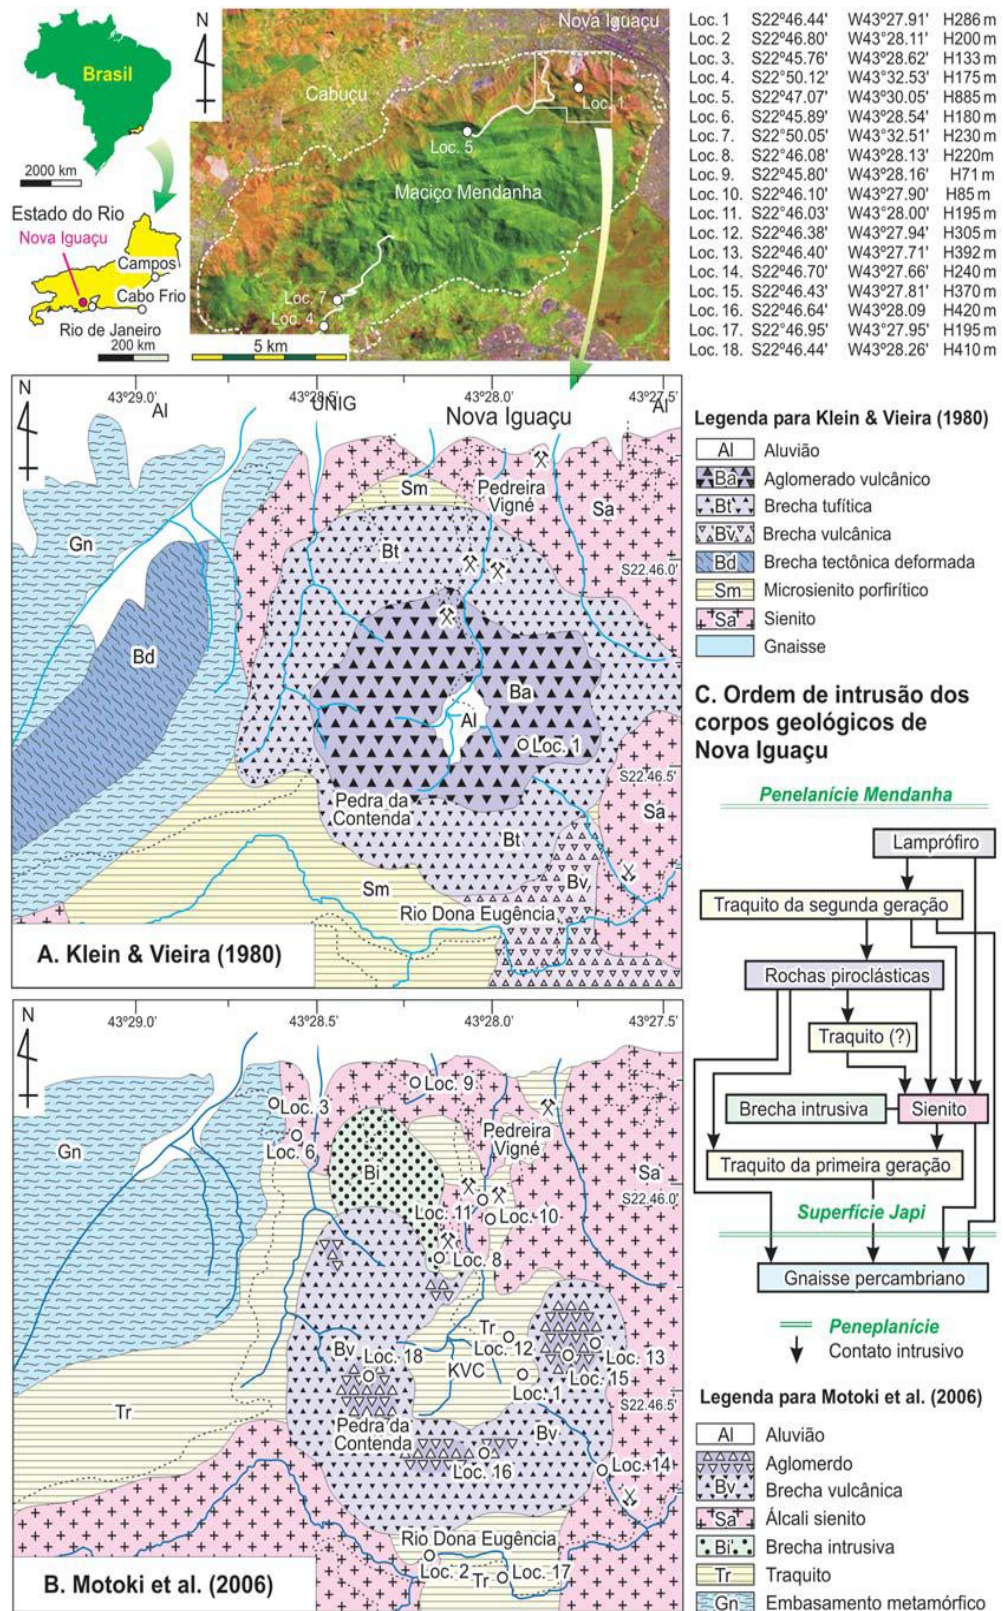 N
Brasil
2000 km
Estado do Rio
Nova Iguaçu
Campos
Cabo Frio
Rio de Janeiro
200 km
N
Nova Iguaçu
Cabuçu
Loc. 1
Loc. 5
Maciço Mendanha
Loc. 7
Loc. 4
5 km
Loc. 1 S22º46.44' W43º27.91' H286 m
Loc. 2 S22º46.80' W43°28.11' H200 m
Loc. 3. S22º45.76' W43º28.62' H133 m
Loc. 4. S22º50.12' W43º32.53' H175 m
Loc. 5. S22º47.07' W43º30.05' H885 m
Loc. 6. S22º45.89' W43º28.54' H180 m
Loc. 7. S22°50.05' W43º32.51' H230 m
Loc. 8. S22º46.08' W43º28.13' H220m
Loc. 9. S22º45.80' W43º28.16' H71 m
Loc. 10. S22º46.10' W43º27.90' H85 m
Loc. 11. S22º46.03' W43º28.00' H195 m
Loc. 12. S22º46.38' W43º27.94' H305 m
Loc. 13. S22º46.40' W43º27.71' H392 m
Loc. 14. S22º46.70' W43º27.66' H240 m
Loc. 15. S22º46.43' W43º27.81' H370 m
Loc. 16. S22º46.64' W43º28.09 H420 m
Loc. 17. S22º46.95' W43º27.95' H195 m
Loc. 18. S22º46.44' W43º28.26' H410 m
N
43º29.0' 43º28.5' 43º28.0' 43º27.5'
Al UNIG Nova Iguaçu Al
Sm
Pedreira
Vigné
Sa
Gn
Bt
S22.46.0'
Bd
Ba
Al
Loc. 1
S22.46.5'
Pedra da
Contenda
Sa
Bt
Bv
Sm
Rio Dona Eugência
A. Klein & Vieira (1980)
Legenda para Klein & Vieira (1980)
Al Aluvião
Ba Aglomerado vulcânico
Bt Brecha tufítica
Bv Brecha vulcânica
Bd Brecha tectônica deformada
Sm Microsienito porfirítico
Sa Sienito
Gnaisse
C. Ordem de intrusão dos
corpos geológicos de
Nova Iguaçu
Penelanície Mendanha
Lamprófiro
Traquito da segunda geração
Rochas piroclásticas
Traquito (?)
Brecha intrusiva Sienito
Traquito da primeira geração
Superfície Japi
Gnaisse percambriano
Peneplanície
Contato intrusivo
N
43º29.0' 43º28.5' 43º28.0' 43º27.5'
Loc. 9
Loc. 3
Pedreira
Vigné
Gn
Loc. 6
Bi
Sa
S22.46.0'
Loc. 11
Loc. 10
Loc. 8
Tr
Bv
Loc. 12
Loc. 18
KVC
Loc. 13
Loc. 15
Loc. 1
S22.46.5'
Tr
Pedra da
Contenda
Bv
Loc. 16
Loc. 14
Rio Dona Eugência
Loc. 2
Tr
Loc. 17
B. Motoki et al. (2006)
Legenda para Motoki et al. (2006)
Al Aluvião
Aglomerdo
Bv Brecha vulcânica
Sa Álcali sienito
Bi Brecha intrusiva
Tr Traquito
Gn Embasamento metamórfico